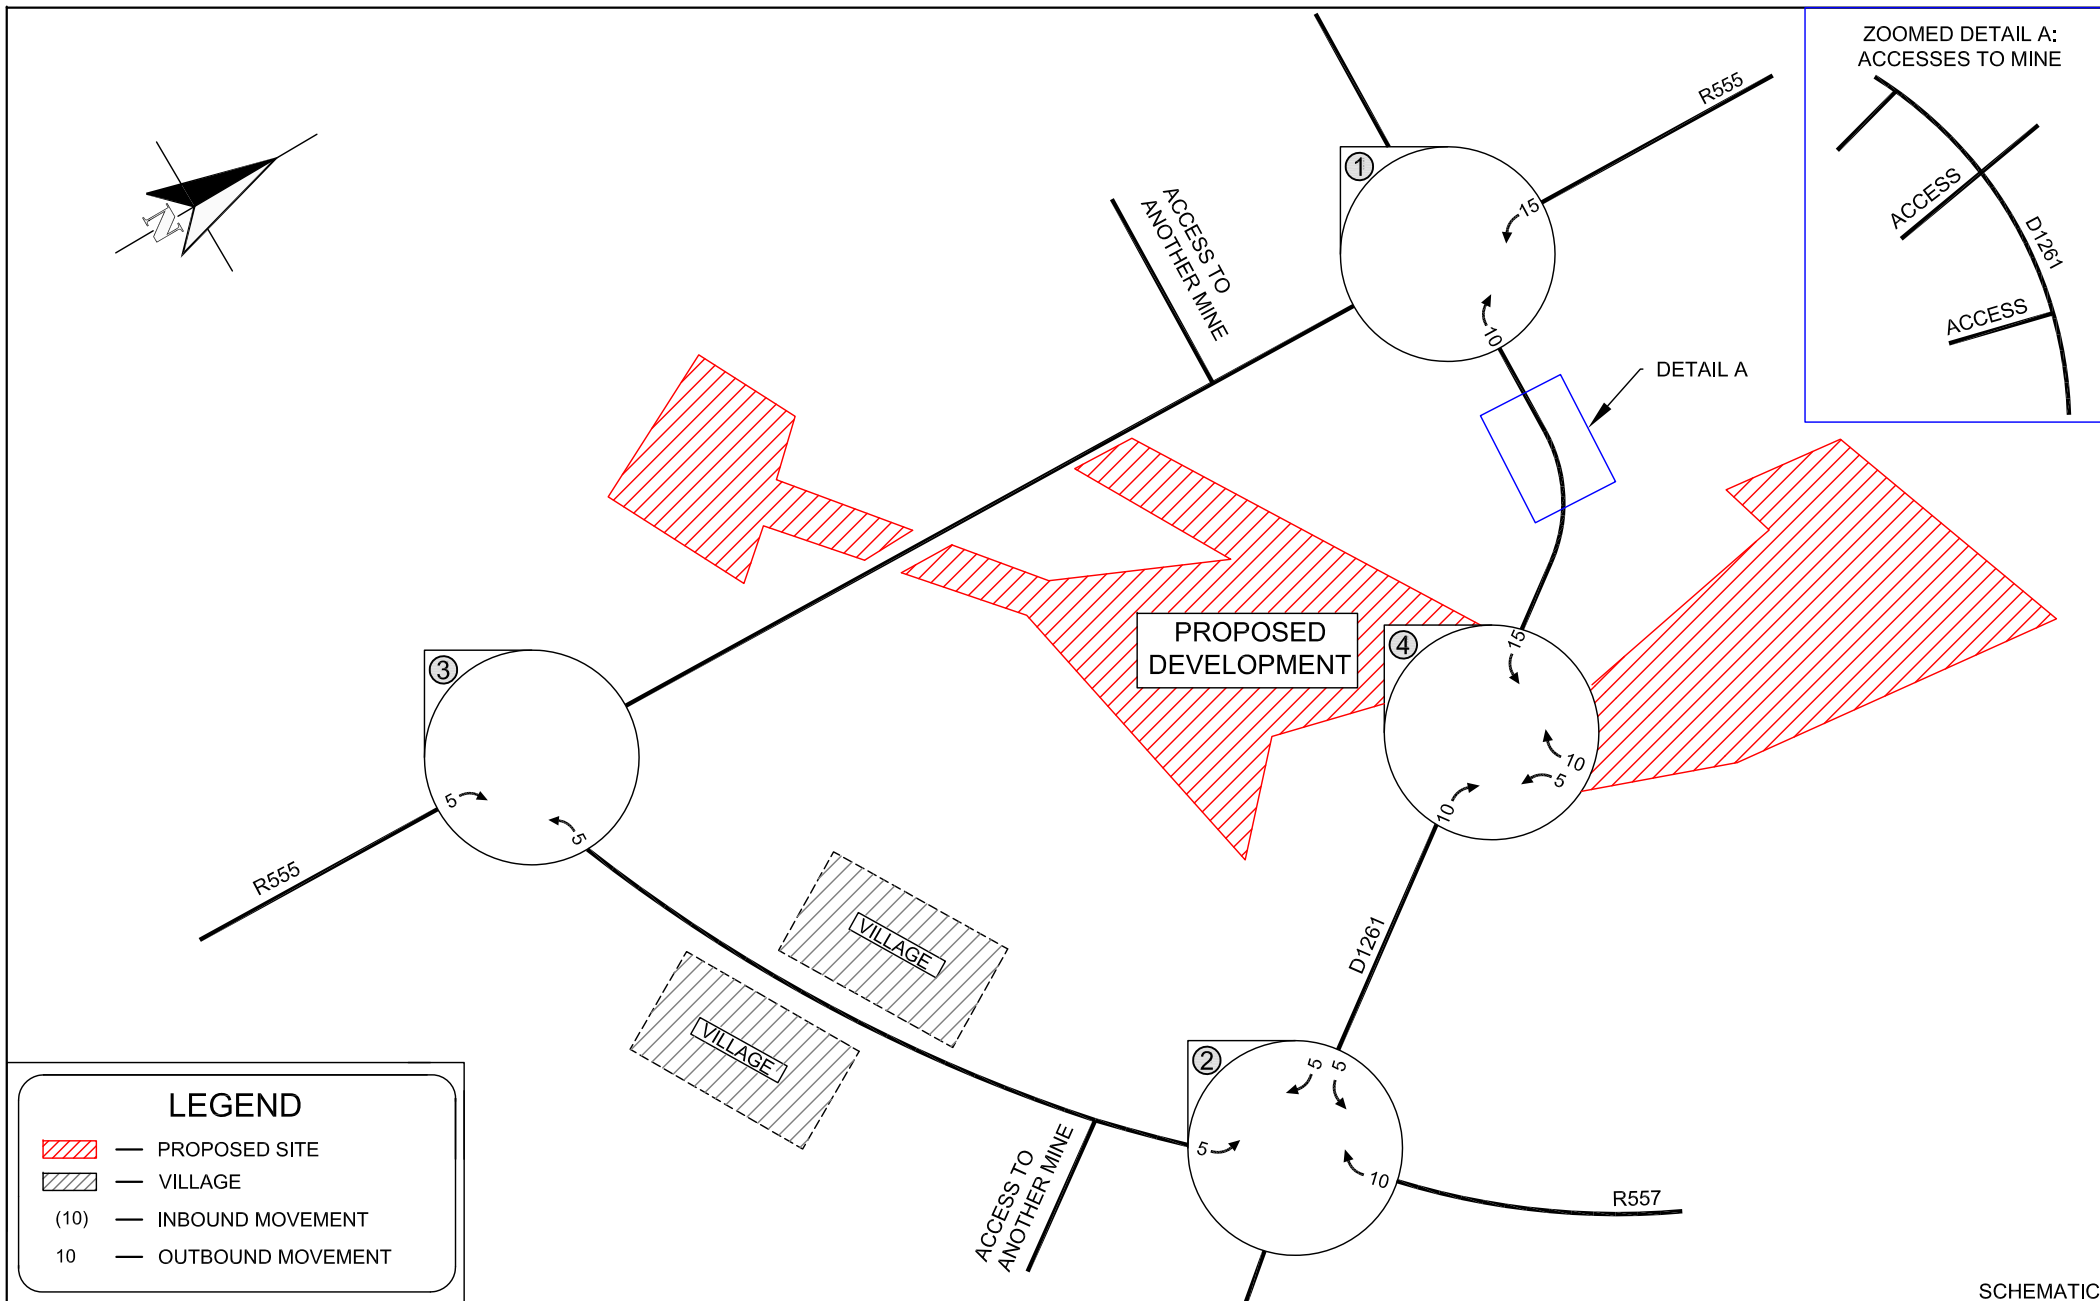 ZOOMED DETAIL A:
ACCESSES TO MINE
ACCESS
D1261
ACCESS
R555
1
15
10
ACCESS TO
ANOTHER MINE
DETAIL A
N
PROPOSED
DEVELOPMENT
4
15
10
5
10
3
5
5
R555
VILLAGE
VILLAGE
D1261
2
5
5
5
10
R557
ACCESS TO
ANOTHER MINE
LEGEND
— PROPOSED SITE
— VILLAGE
(10) — INBOUND MOVEMENT
10 — OUTBOUND MOVEMENT
SCHEMATIC